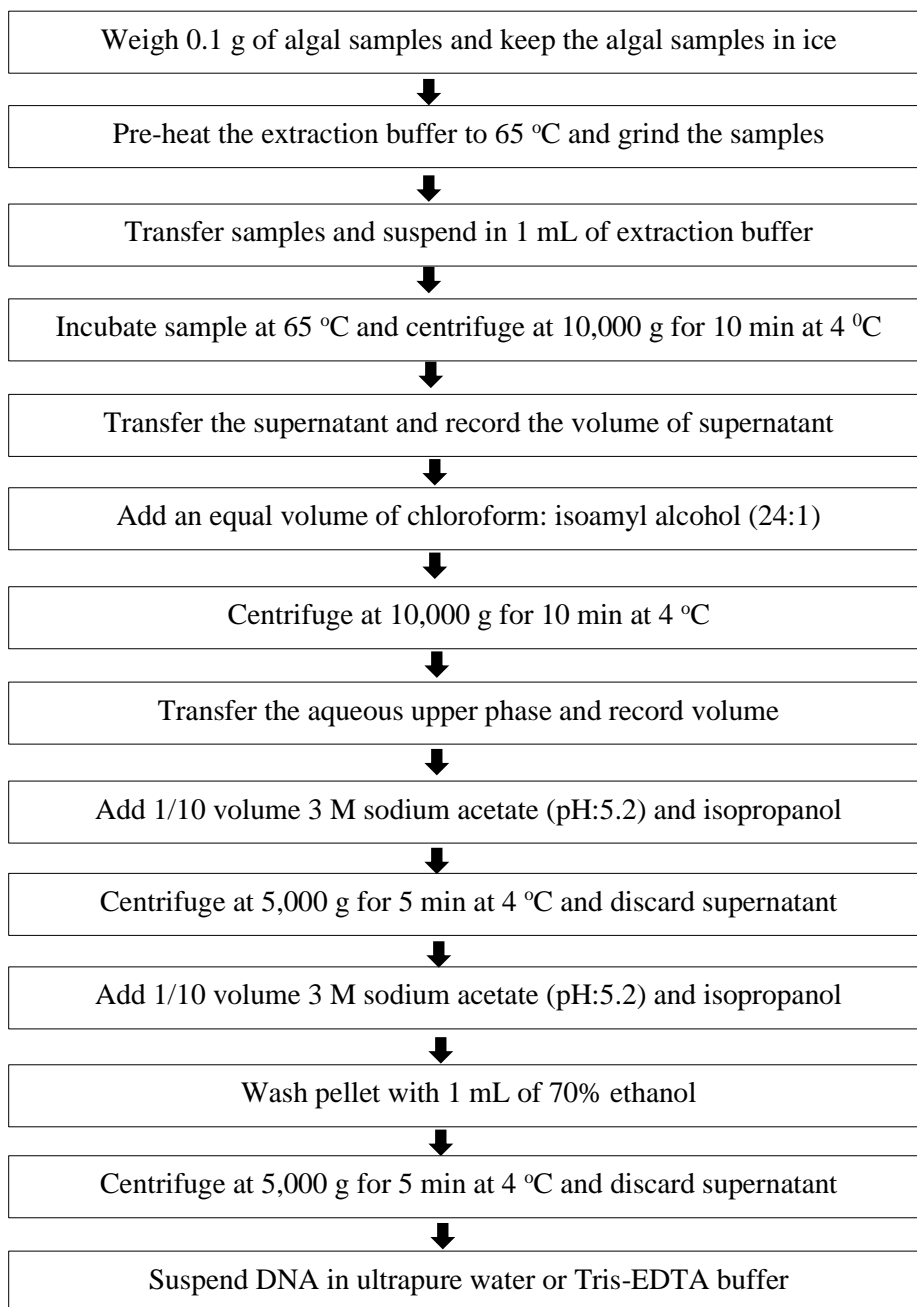 Weigh 0.1 g of algal samples and keep the algal samples in ice
Pre-heat the extraction buffer to 65 ᵒC and grind the samples
Transfer samples and suspend in 1 mL of extraction buffer
Incubate sample at 65 ᵒC and centrifuge at 10,000 g for 10 min at 4 ⁰C
Transfer the supernatant and record the volume of supernatant
Add an equal volume of chloroform: isoamyl alcohol (24:1)
Centrifuge at 10,000 g for 10 min at 4 ᵒC
Transfer the aqueous upper phase and record volume
Add 1/10 volume 3 M sodium acetate (pH:5.2) and isopropanol
Centrifuge at 5,000 g for 5 min at 4 ᵒC and discard supernatant
Add 1/10 volume 3 M sodium acetate (pH:5.2) and isopropanol
Wash pellet with 1 mL of 70% ethanol
Centrifuge at 5,000 g for 5 min at 4 ᵒC and discard supernatant
Suspend DNA in ultrapure water or Tris-EDTA buffer